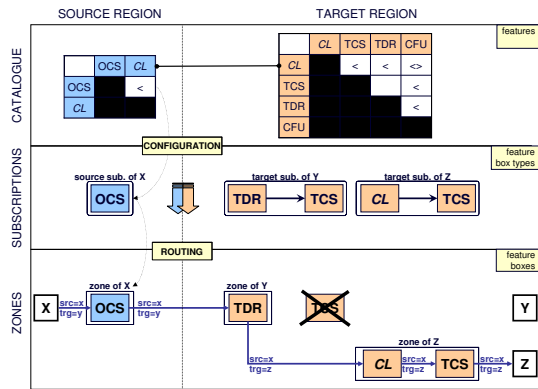 SOURCE REGION TARGET REGION
CATALOGUE
features
OCS CL
OCS <
CL
CL TCS TDR CFU
CL < < <>
TCS <
TDR <
CFU
CONFIGURATION
SUBSCRIPTIONS
feature
box types
source sub. of X target sub. of Y target sub. of Z
OCS TDR TCS CL TCS
ROUTING
ZONES
feature
boxes
zone of X zone of Y
X src=x trg=y OCS src=x trg=y TDR TCS Y
zone of Z
src=x trg=z CL src=x trg=z TCS src=x trg=z Z